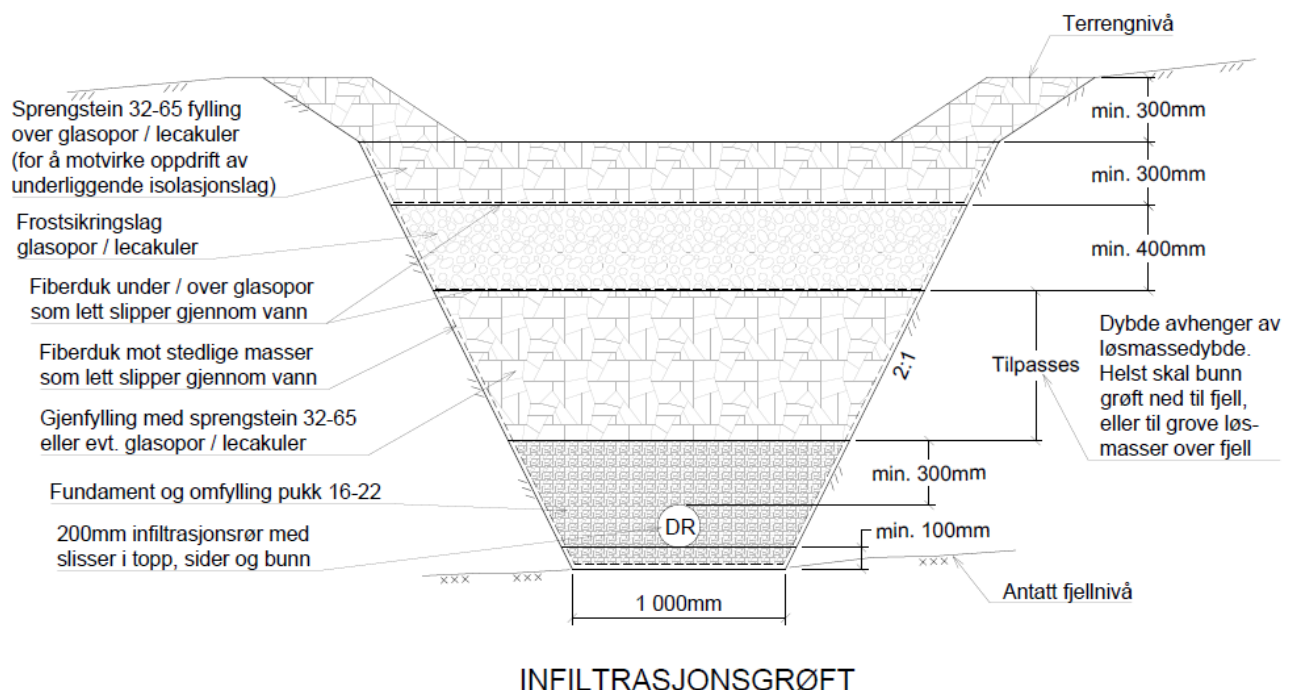 Terrengnivå
Sprengstein 32-65 fylling
over glasopor / lecakuler
(for å motvirke oppdrift av
underliggende isolasjonslag)
Frostsikringslag
glasopor / lecakuler
Fiberduk under / over glasopor
som lett slipper gjennom vann
Fiberduk mot stedlige masser
som lett slipper gjennom vann
Gjenfylling med sprengstein 32-65
eller evt. glasopor / lecakuler
Fundament og omfylling pukk 16-22
200mm infiltrasjonsrør med
slisser i topp, sider og bunn
DR
1 000mm
2:1
min. 300mm
min. 300mm
min. 400mm
Tilpasses
Dybde avhenger av
løsmassedybde.
Helst skal bunn
grøft ned til fjell,
eller til grove løs-
masser over fjell
min. 300mm
min. 100mm
Antatt fjellnivå
INFILTRASJONSGRØFT